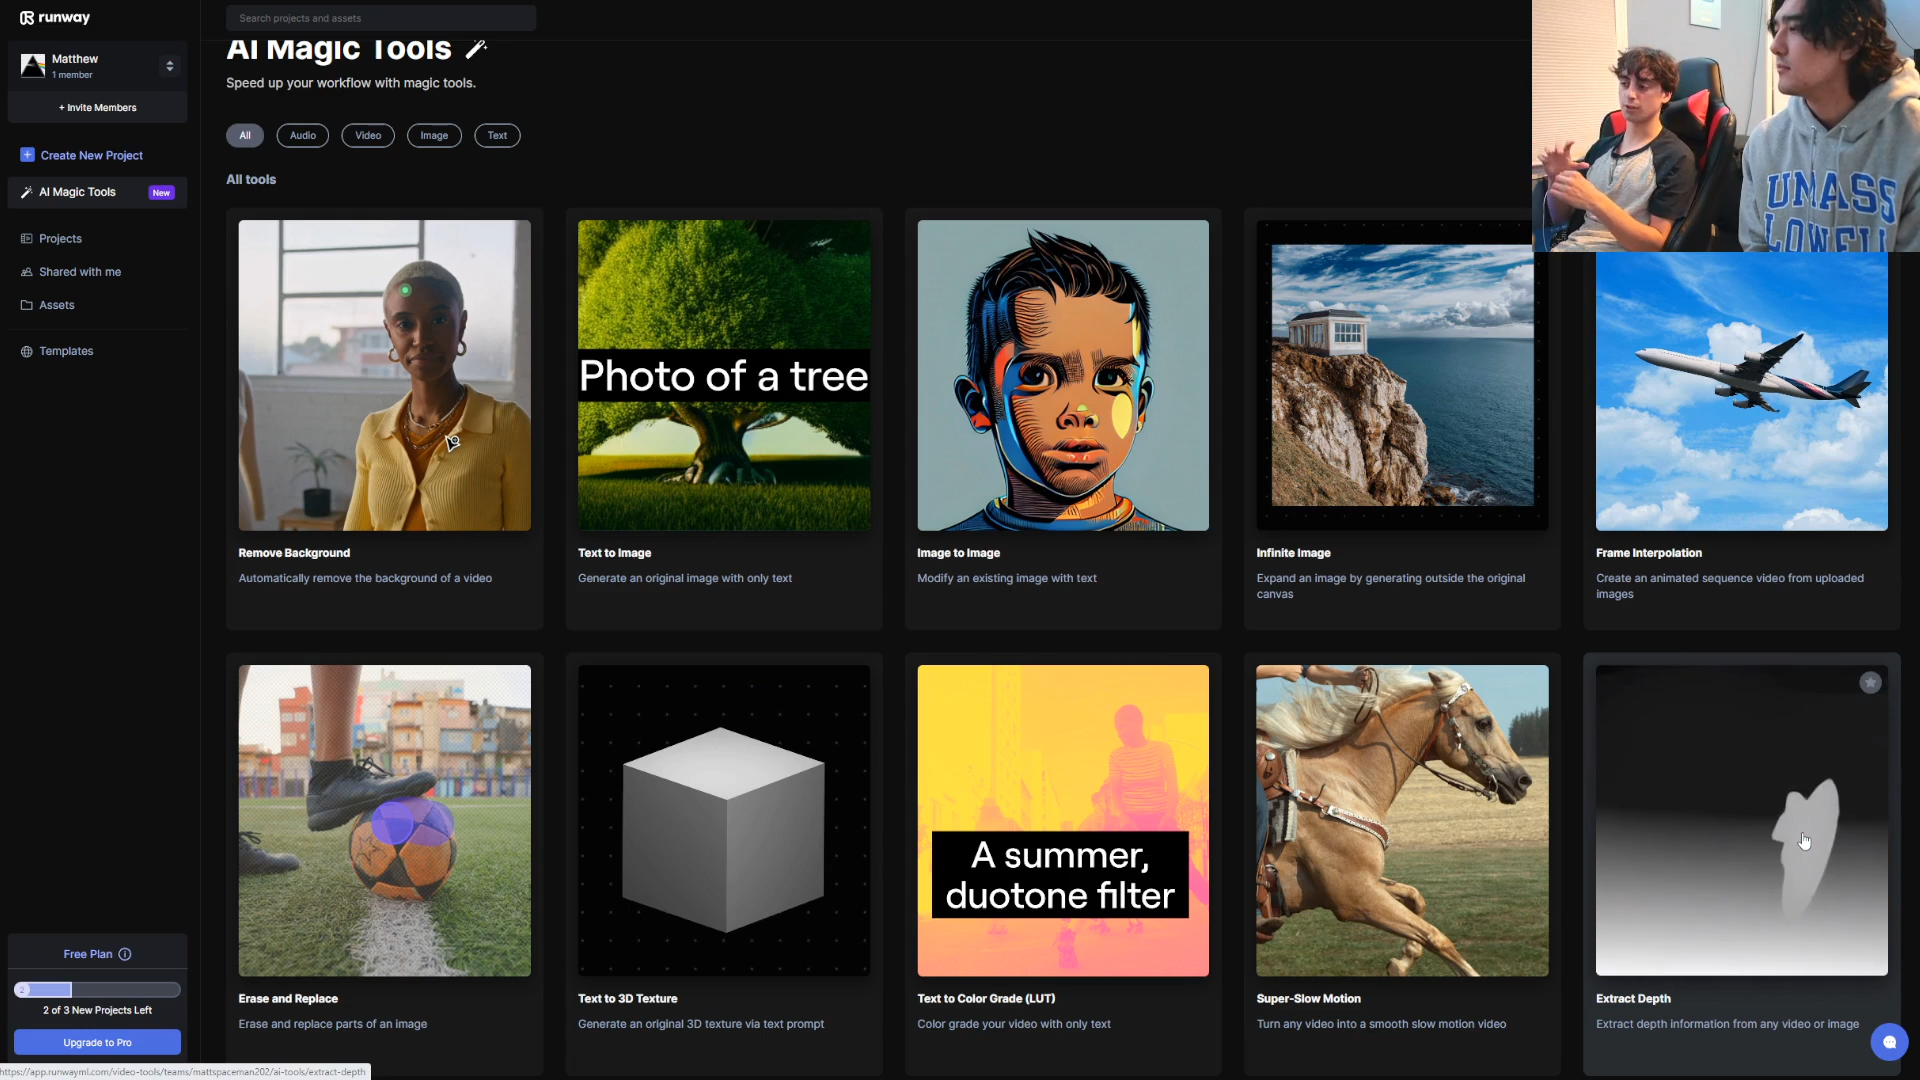 runway
Search projects and assets
Matthew
1 member
+ Invite Members
Create New Project
AI Magic Tools
New
Projects
Shared with me
Assets
Templates
AI Magic Tools
Speed up your workflow with magic tools.
All
Audio
Video
Image
Text
All tools
Photo of a tree
Remove Background
Automatically remove the background of a video
Text to Image
Generate an original image with only text
Image to Image
Modify an existing image with text
Infinite Image
Expand an image by generating outside the original
canvas
Frame Interpolation
Create an animated sequence video from uploaded
images
A summer,
duotone filter
Erase and Replace
Erase and replace parts of an image
Text to 3D Texture
Generate an original 3D texture via text prompt
Text to Color Grade (LUT)
Color grade your video with only text
Super-Slow Motion
Turn any video into a smooth slow motion video
Extract Depth
Extract depth information from any video or image
Free Plan
2
2 of 3 New Projects Left
Upgrade to Pro
https://app.runwayml.com/video-tools/teams/mattspaceman202/ai-tools/extract-depth
UMASS
LOWELL